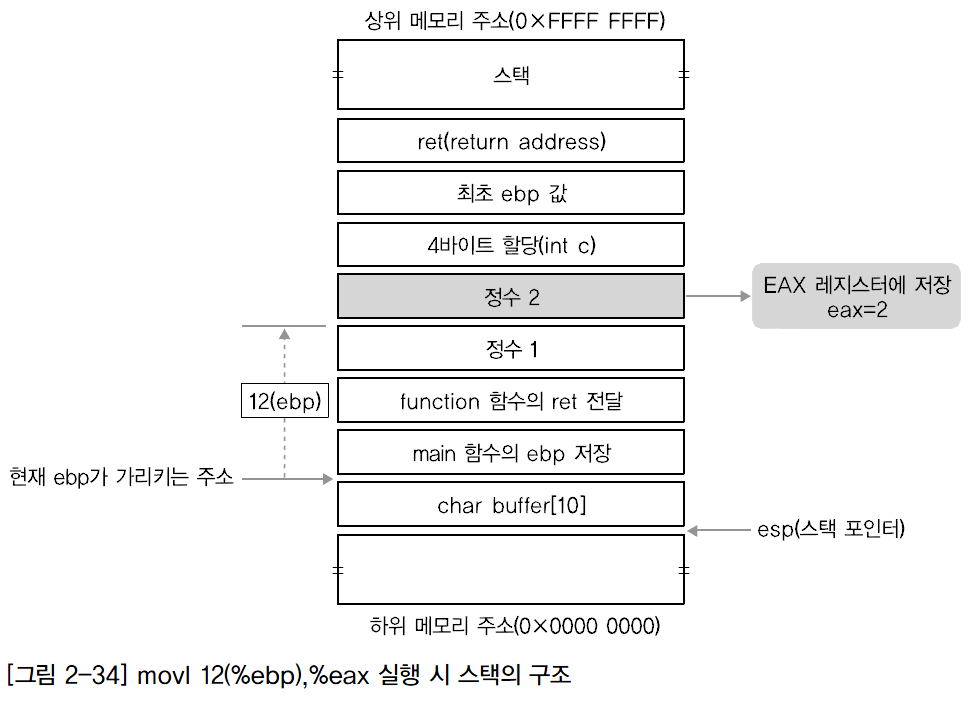 상위 메모리 주소(0×FFFF FFFF)
스택
ret(return address)
최초 ebp 값
4바이트 할당(int c)
정수 2
EAX 레지스터에 저장
eax=2
정수 1
12(ebp)
function 함수의 ret 전달
main 함수의 ebp 저장
현재 ebp가 가리키는 주소
char buffer[10]
esp(스택 포인터)
하위 메모리 주소(0×0000 0000)
[그림 2-34] movl 12(%ebp),%eax 실행 시 스택의 구조